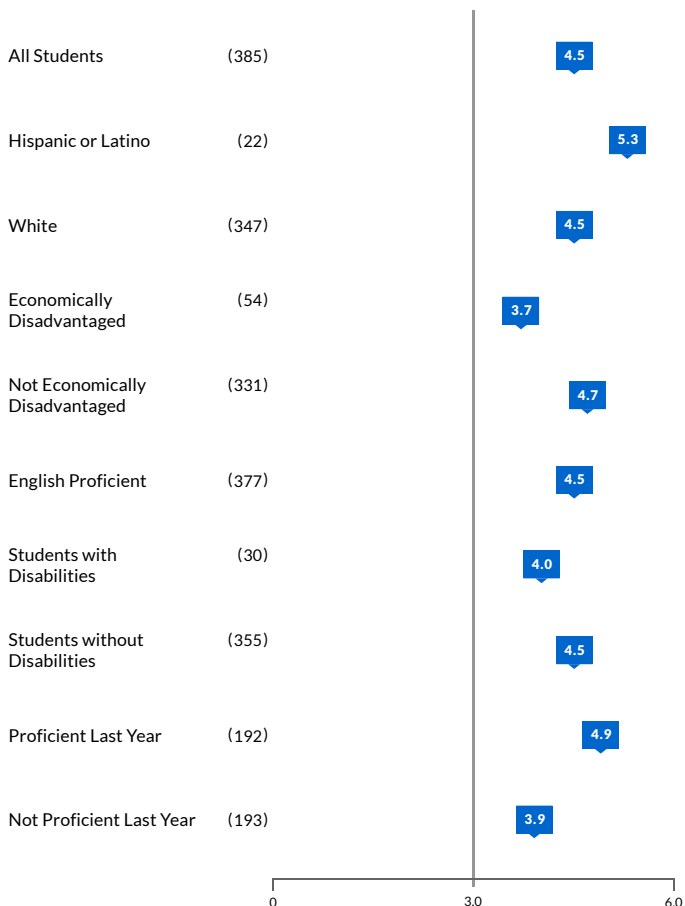 All Students (385) 4.5
Hispanic or Latino (22) 5.3
White (347) 4.5
Economically (54)
Disadvantaged
3.7
Not Economically (331)
Disadvantaged
4.7
English Proficient (377) 4.5
Students with (30)
Disabilities
4.0
Students without (355)
Disabilities
4.5
Proficient Last Year (192) 4.9
Not Proficient Last Year (193) 3.9
0 3.0 6.0